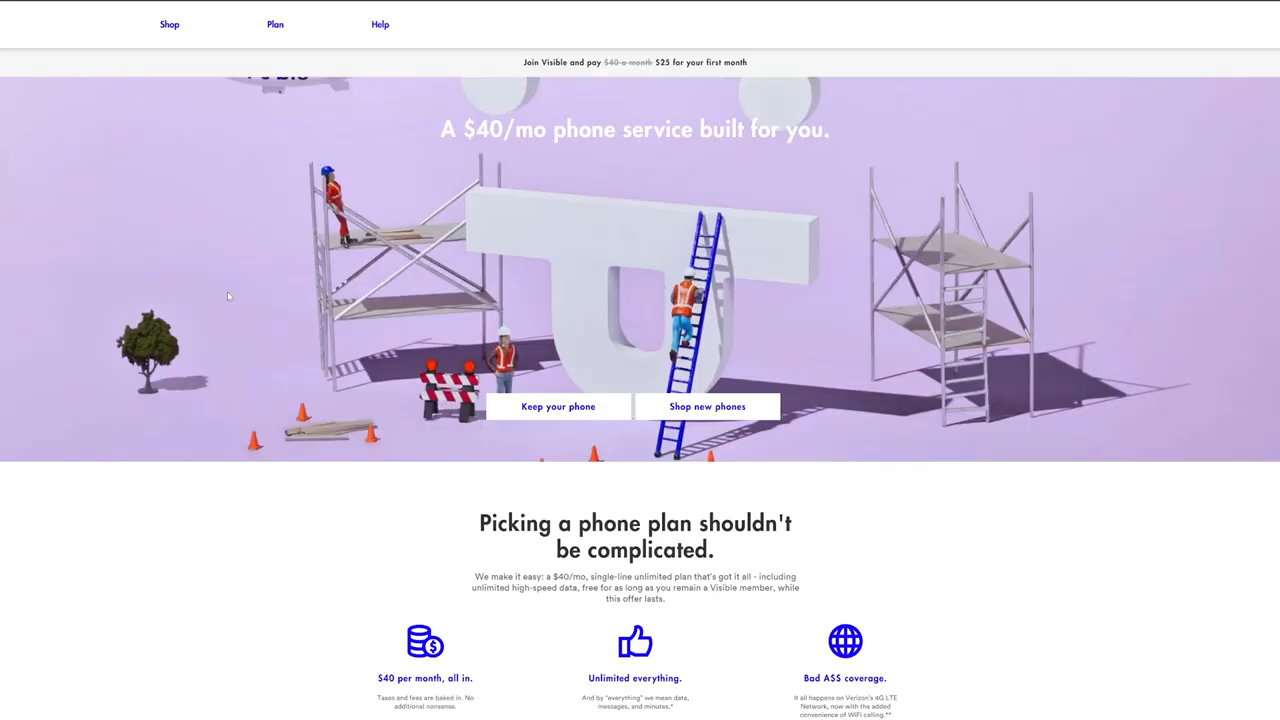 Shop Plan Help
Join Visible and pay $40 a month $25 for your first month
A $40/mo phone service built for you.
Keep your phone Shop new phones
Picking a phone plan shouldn't
be complicated.
We make it easy: a $40/mo, single-line unlimited plan that's got it all - including
unlimited high-speed data, free for as long as you remain a Visible member, while
this offer lasts.
$40 per month, all in. Unlimited everything. Bad A$$ coverage.
Taxes and fees are baked in. No
additional nonsense.
And by "everything" we mean data,
messages, and minutes.*
It all happens on Verizon's 4G LTE
Network, now with the added
convenience of WiFi calling.**